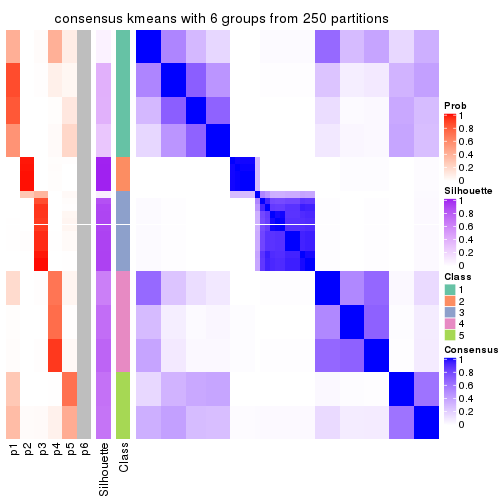 consensus kmeans with 6 groups from 250 partitions
Prob
1
0.8
0.6
0.4
0.2
0
Silhouette
1
0.8
0.6
0.4
0.2
0
Class
1
2
3
4
5
Consensus
1
0.8
0.6
0.4
0.2
0
p1
p2
p3
p4
p5
p6
Silhouette
Class